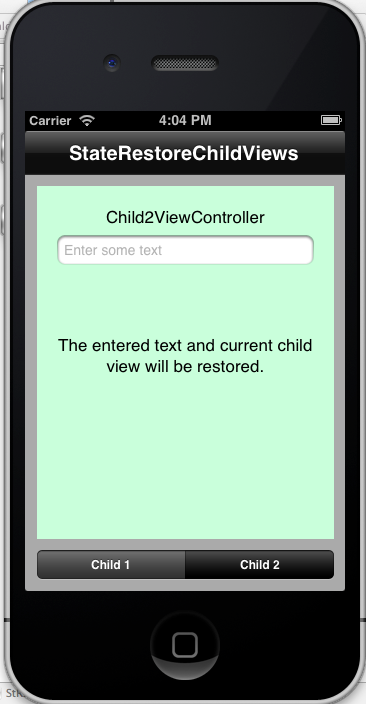 Carrier 4:04 PM
StateRestoreChildViews
Child2ViewController
Enter some text
The entered text and current child
view will be restored.
Child 1 Child 2